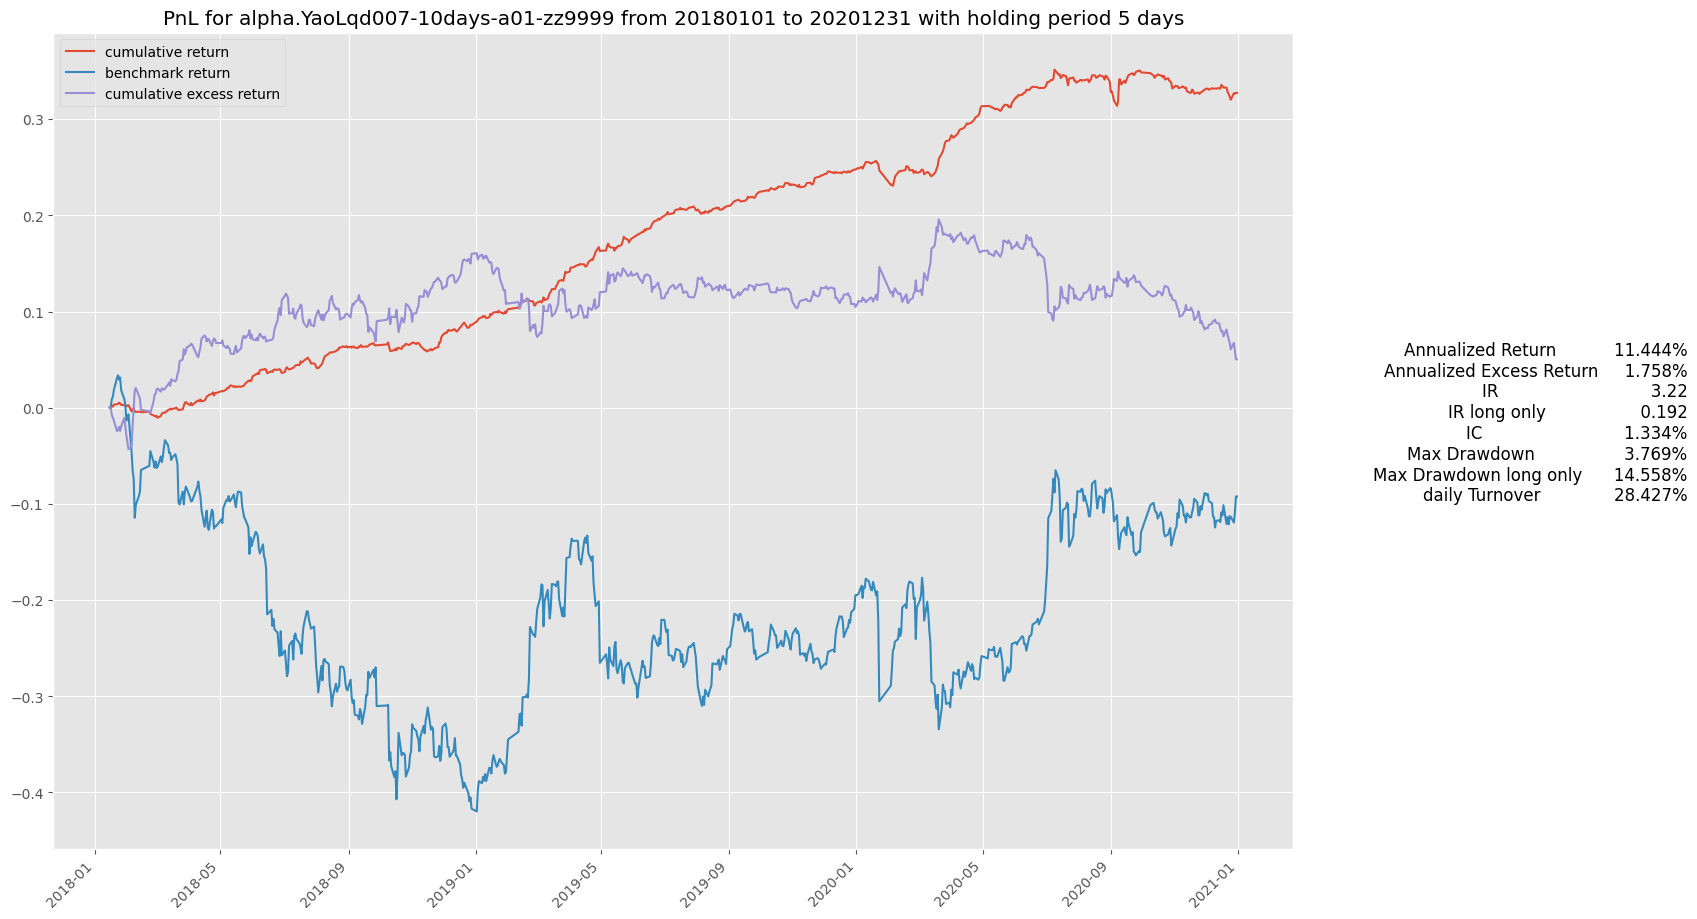 PnL for alpha.YaoLqd007-10days-a01-zz9999 from 20180101 to 20201231 with holding period 5 days
cumulative return
benchmark return
cumulative excess return
0.3
0.2
0.1
0.0
−0.1
−0.2
−0.3
−0.4
2018-01
2018-05
2018-09
2019-01
2019-05
2019-09
2020-01
2020-05
2020-09
2021-01
Annualized Return 11.444%
Annualized Excess Return 1.758%
IR 3.22
IR long only 0.192
IC 1.334%
Max Drawdown 3.769%
Max Drawdown long only 14.558%
daily Turnover 28.427%